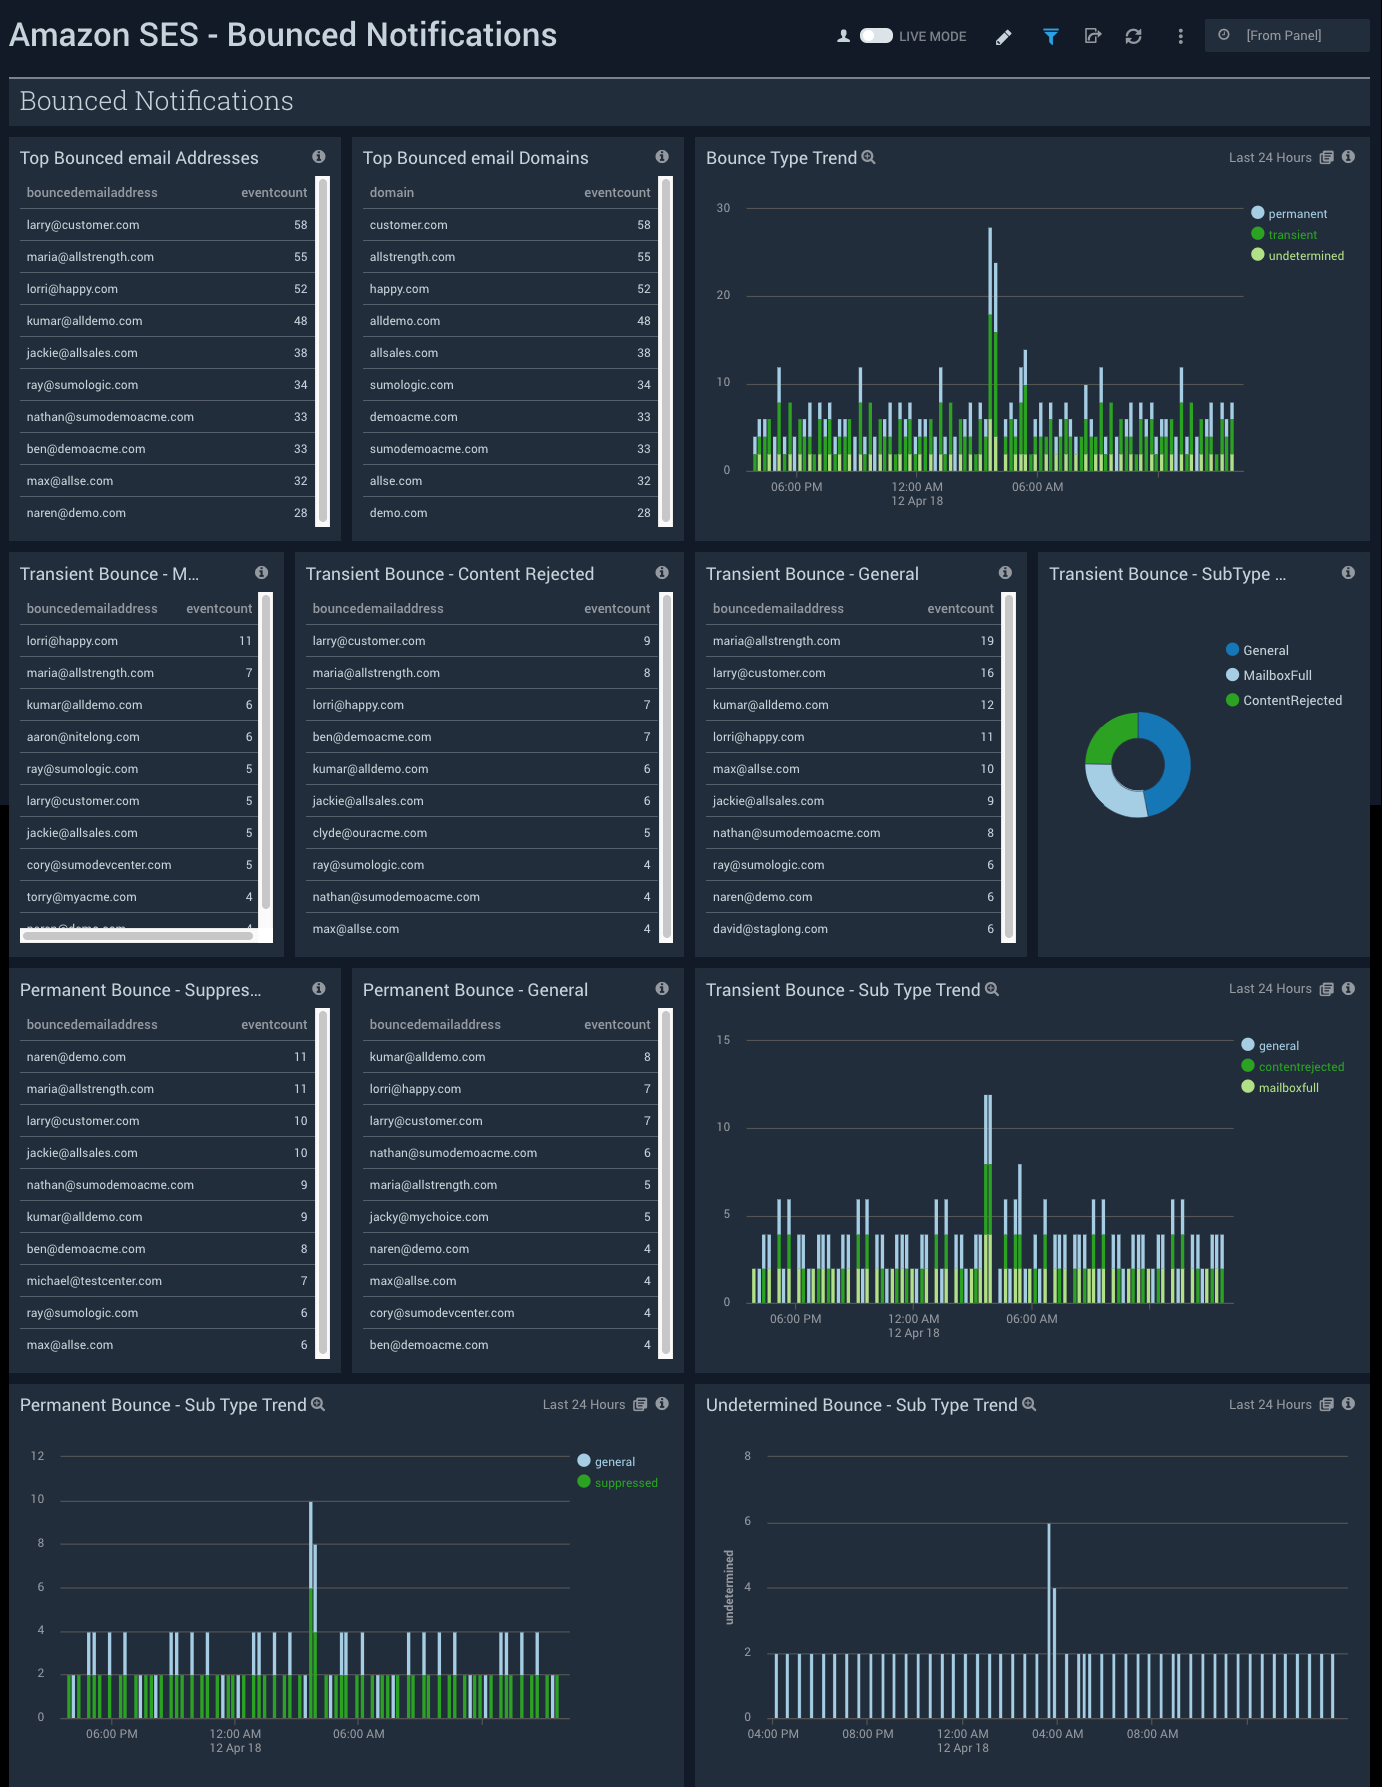 Amazon SES - Bounced Notifications
LIVE MODE
[From Panel]
Bounced Notifications
Top Bounced email Addresses
bouncedemailaddress eventcount
larry@customer.com 58
maria@allstrength.com 55
lorri@happy.com 52
kumar@alldemo.com 48
jackie@allsales.com 38
ray@sumologic.com 34
nathan@sumodemoacme.com 33
ben@demoacme.com 33
max@allse.com 32
naren@demo.com 28
Top Bounced email Domains
domain eventcount
customer.com 58
allstrength.com 55
happy.com 52
alldemo.com 48
allsales.com 38
sumologic.com 34
demoacme.com 33
sumodemoacme.com 33
allse.com 32
demo.com 28
Bounce Type Trend
Last 24 Hours
30
20
10
0
06:00 PM 12:00 AM 06:00 AM
12 Apr 18
permanent
transient
undetermined
Transient Bounce - M...
bouncedemailaddress eventcount
lorri@happy.com 11
maria@allstrength.com 7
kumar@alldemo.com 6
aaron@nitelong.com 6
ray@sumologic.com 5
larry@customer.com 5
jackie@allsales.com 5
cory@sumodevcenter.com 5
torry@myacme.com 4
naren@demo.com 4
Transient Bounce - Content Rejected
bouncedemailaddress eventcount
larry@customer.com 9
maria@allstrength.com 8
lorri@happy.com 7
ben@demoacme.com 7
kumar@alldemo.com 6
jackie@allsales.com 6
clyde@ouracme.com 5
ray@sumologic.com 4
nathan@sumodemoacme.com 4
max@allse.com 4
Transient Bounce - General
bouncedemailaddress eventcount
maria@allstrength.com 19
larry@customer.com 16
kumar@alldemo.com 12
lorri@happy.com 11
max@allse.com 10
jackie@allsales.com 9
nathan@sumodemoacme.com 8
ray@sumologic.com 6
naren@demo.com 6
david@staglong.com 6
Transient Bounce - SubType ...
General
MailboxFull
ContentRejected
Permanent Bounce - Suppres...
bouncedemailaddress eventcount
naren@demo.com 11
maria@allstrength.com 11
larry@customer.com 10
jackie@allsales.com 10
nathan@sumodemoacme.com 9
kumar@alldemo.com 9
ben@demoacme.com 8
michael@testcenter.com 7
ray@sumologic.com 6
max@allse.com 6
Permanent Bounce - General
bouncedemailaddress eventcount
kumar@alldemo.com 8
lorri@happy.com 7
larry@customer.com 7
nathan@sumodemoacme.com 6
maria@allstrength.com 5
jacky@mychoice.com 5
naren@demo.com 4
max@allse.com 4
cory@sumodevcenter.com 4
ben@demoacme.com 4
Transient Bounce - Sub Type Trend
Last 24 Hours
15
10
5
0
06:00 PM 12:00 AM 06:00 AM
12 Apr 18
general
contentrejected
mailboxfull
Permanent Bounce - Sub Type Trend
Last 24 Hours
12
10
8
6
4
2
0
06:00 PM 12:00 AM 06:00 AM
12 Apr 18
general
suppressed
Undetermined Bounce - Sub Type Trend
Last 24 Hours
undetermined
8
6
4
2
0
04:00 PM 08:00 PM 12:00 AM 04:00 AM 08:00 AM
12 Apr 18